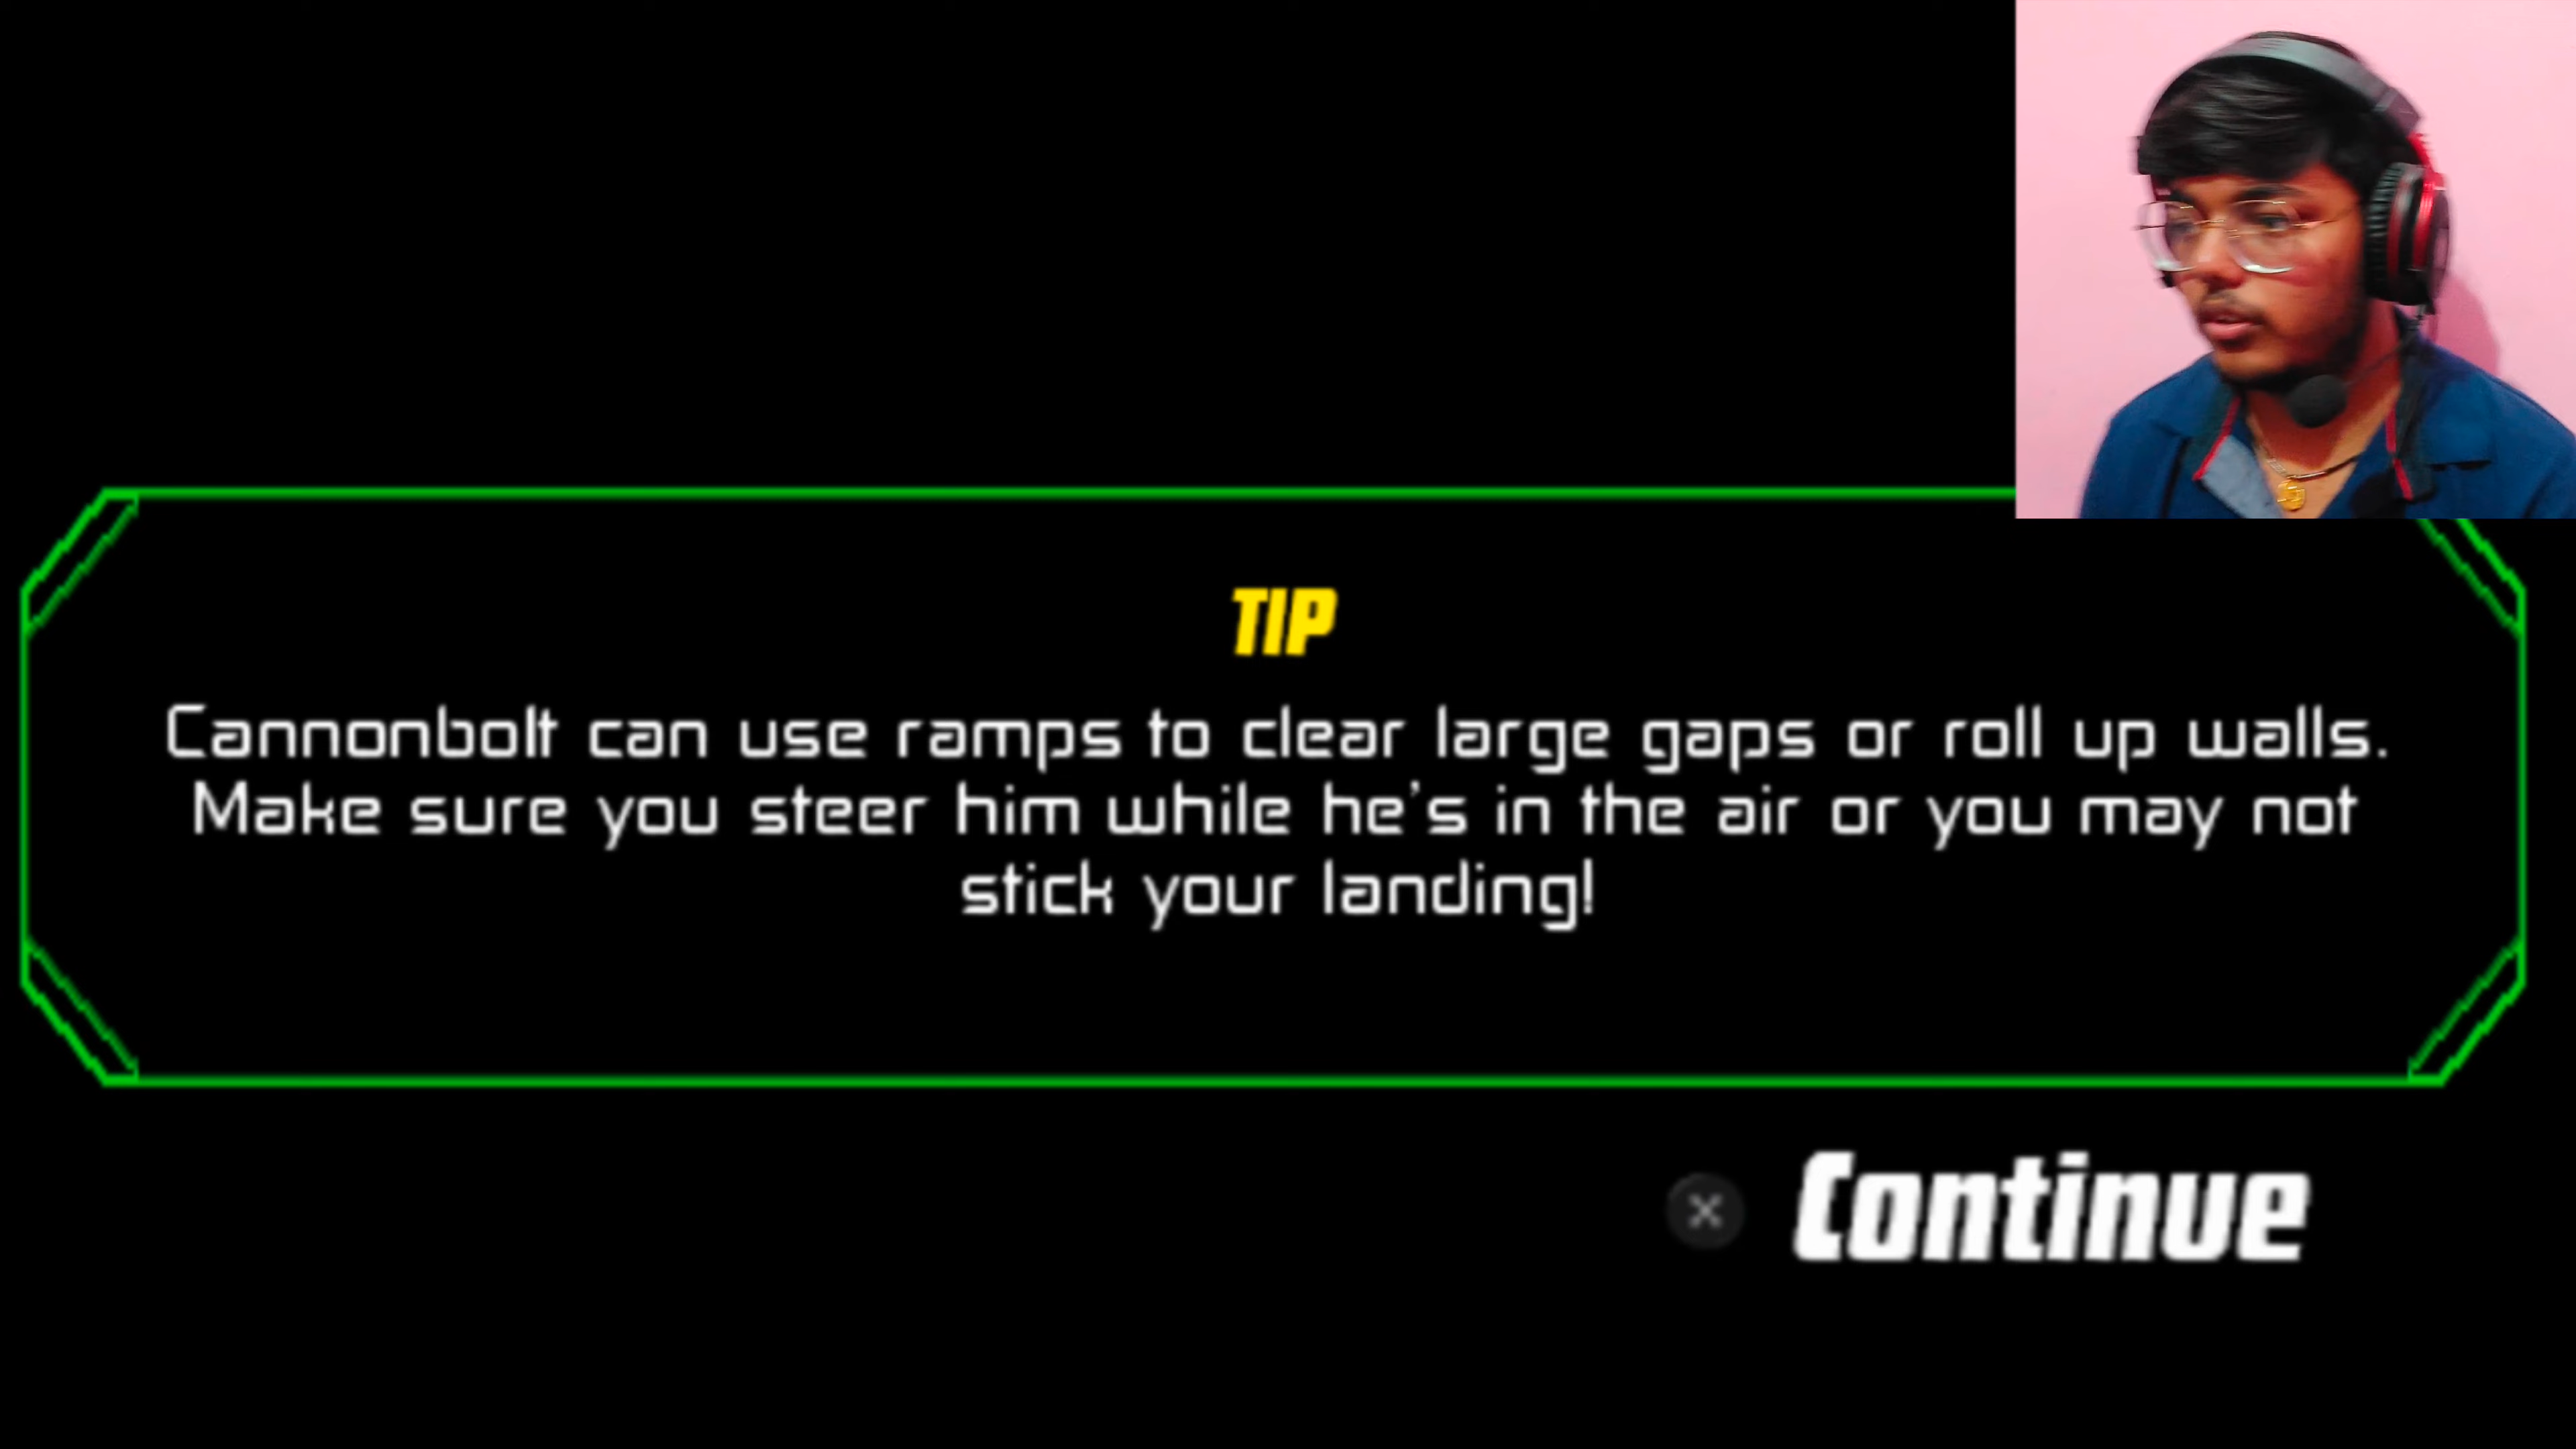 TIP
Cannonbolt can use ramps to clear large gaps or roll up walls.
Make sure you steer him while he's in the air or you may not
stick your landing!
Continue